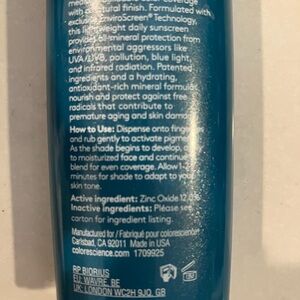 coverage
with a natural finish. Formulated with
exclusive EnviroScreen® Technology,
this lightweight daily sunscreen
provides all-mineral protection from
environmental aggressors like
UVA/UVB, pollution, blue light,
and infrared radiation. Patented
ingredients and a hydrating,
antioxidant-rich mineral formula
nourish and protect against free
radicals that contribute to
premature aging and skin damage
How to Use: Dispense onto fingertips
and rub gently to activate pigments.
As the shade begins to develop,
to moisturized face and continue
blend for even coverage. Allow
minutes for shade to adapt to your
skin tone.
Active ingredient: Zinc Oxide 12.0%
Inactive ingredients: Please see
carton for ingredient listing.
Manufactured for / Fabriqué pour colorescience®
Carlsbad, CA 92011 Made in USA
colorescience.com 1709925
RP BIORIUS
EU: WAVRE, BE
UK: LONDON WC2H 9JQ, GB